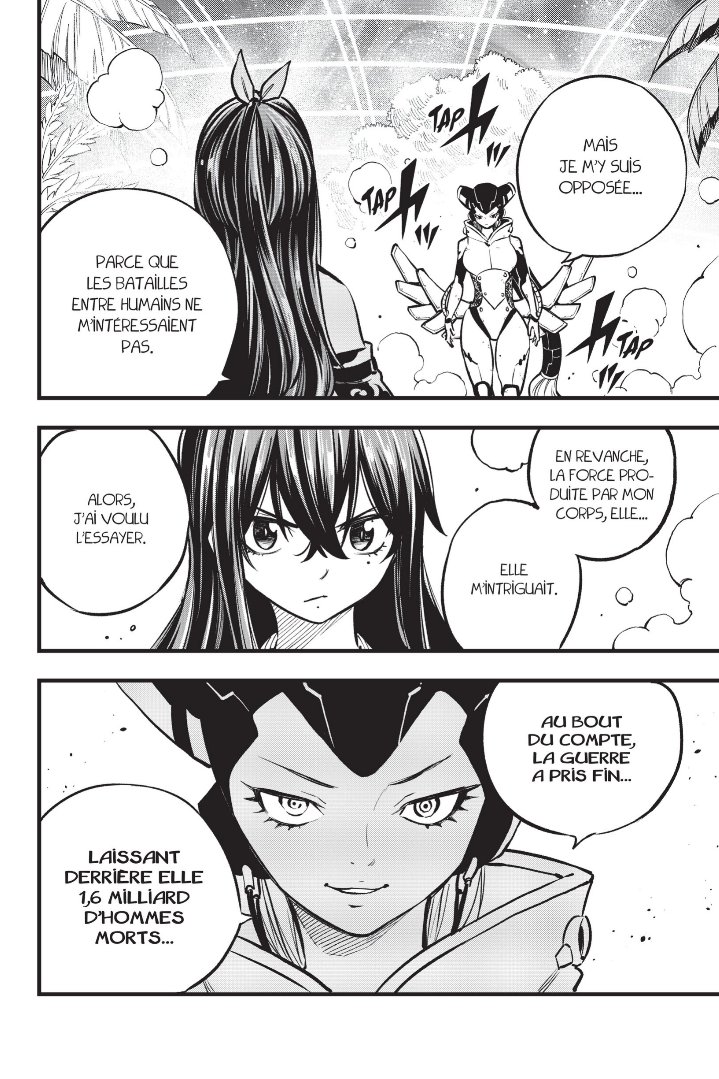 MAIS
JE M'Y SUIS
OPPOSÉE...
TAP
TAP
TAP
PARCE QUE
LES BATAILLES
ENTRE HUMAINS NE
M'INTÉRESSAIENT
PAS.
EN REVANCHE,
LA FORCE PRO-
DUITE PAR MON
CORPS, ELLE...
ELLE
M'INTRIGUAIT.
ALORS,
J'AI VOULU
L'ESSAYER.
AU BOUT
DU COMPTE,
LA GUERRE
A PRIS FIN...
LAISSANT
DERRIÈRE ELLE
1,6 MILLIARD
D'HOMMES
MORTS...